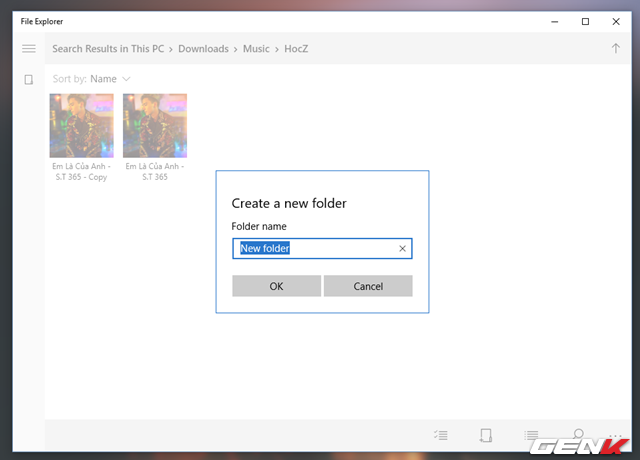 File Explorer
Search Results in This PC > Downloads > Music > HocZ
Sort by: Name
Em Là Của Anh -
S.T 365 - Copy
Em Là Của Anh -
S.T 365
Create a new folder
Folder name
New folder
OK
Cancel
GENK